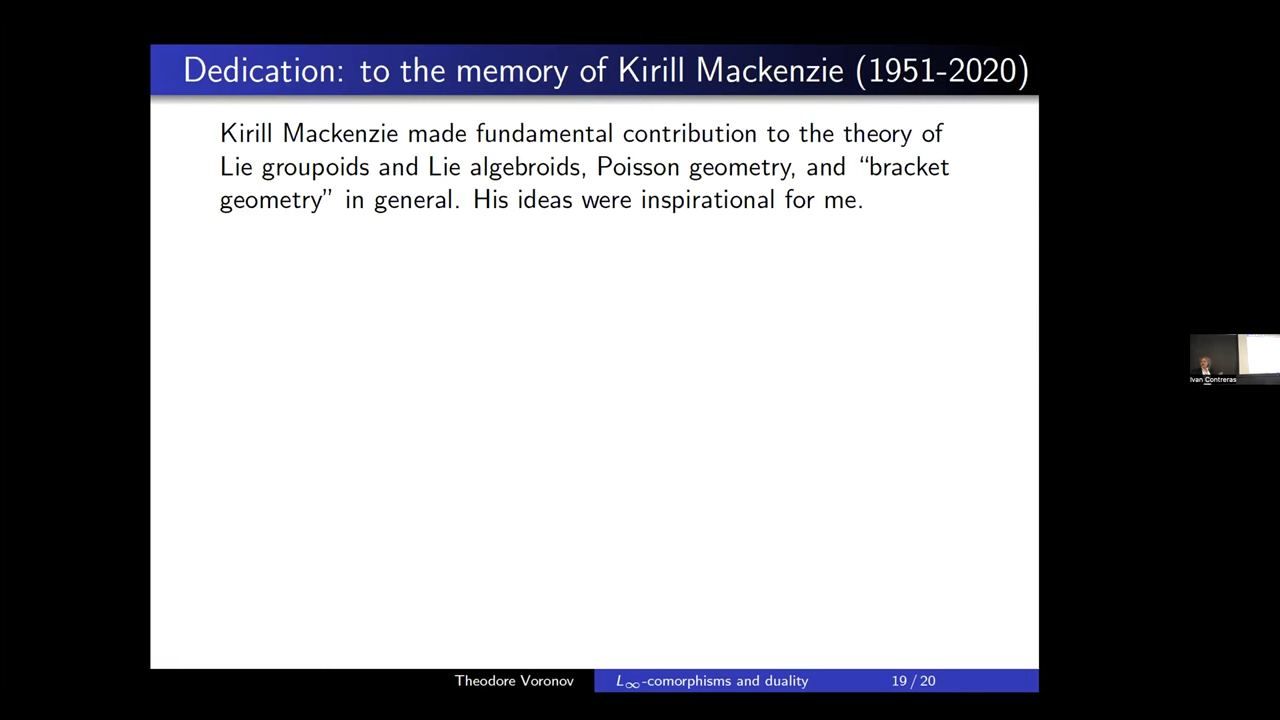 Dedication: to the memory of Kirill Mackenzie (1951-2020)
Kirill Mackenzie made fundamental contribution to the theory of
Lie groupoids and Lie algebroids, Poisson geometry, and “bracket
geometry” in general. His ideas were inspirational for me.
Ivan Contreras
Theodore Voronov L∞-comorphisms and duality 19 / 20